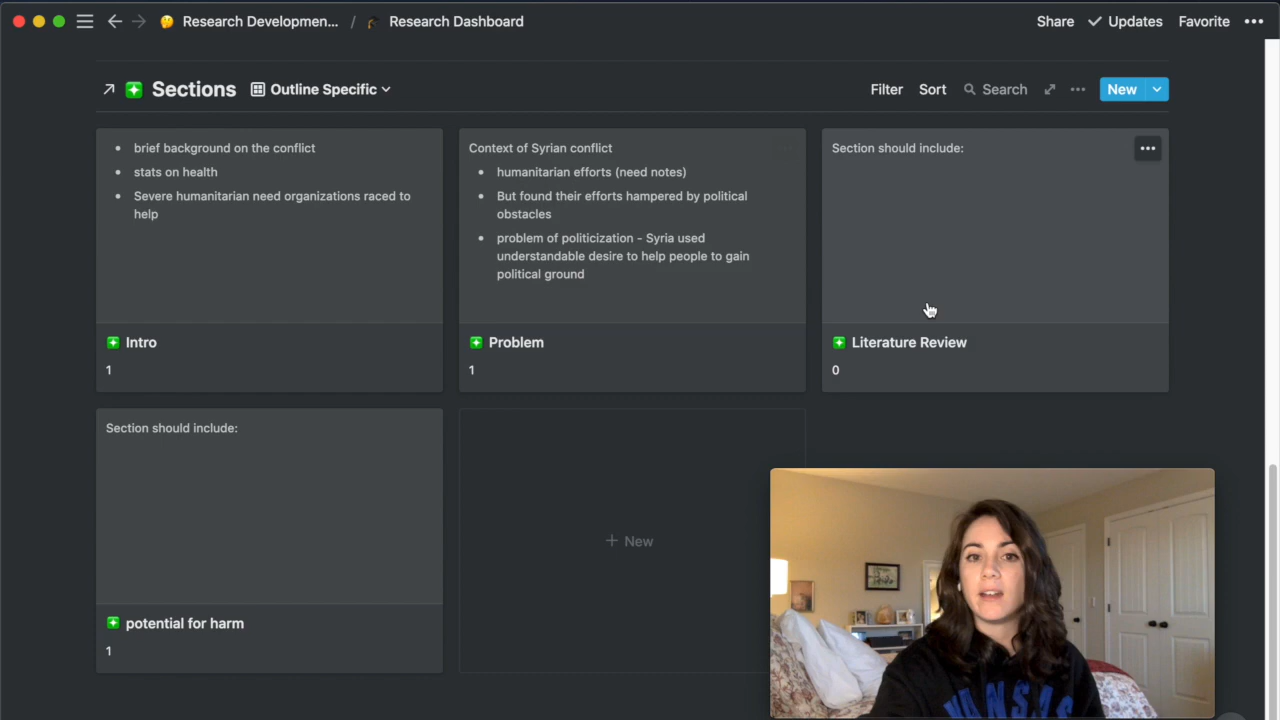 Research Developmen... / Research Dashboard
Share Updates Favorite
Sections Outline Specific
Filter Sort Search New
brief background on the conflict
stats on health
Severe humanitarian need organizations raced to
help
Intro
1
Context of Syrian conflict
humanitarian efforts (need notes)
But found their efforts hampered by political
obstacles
problem of politicization - Syria used
understandable desire to help people to gain
political ground
Problem
1
Section should include:
Literature Review
0
Section should include:
potential for harm
1
+ New
KANSAS